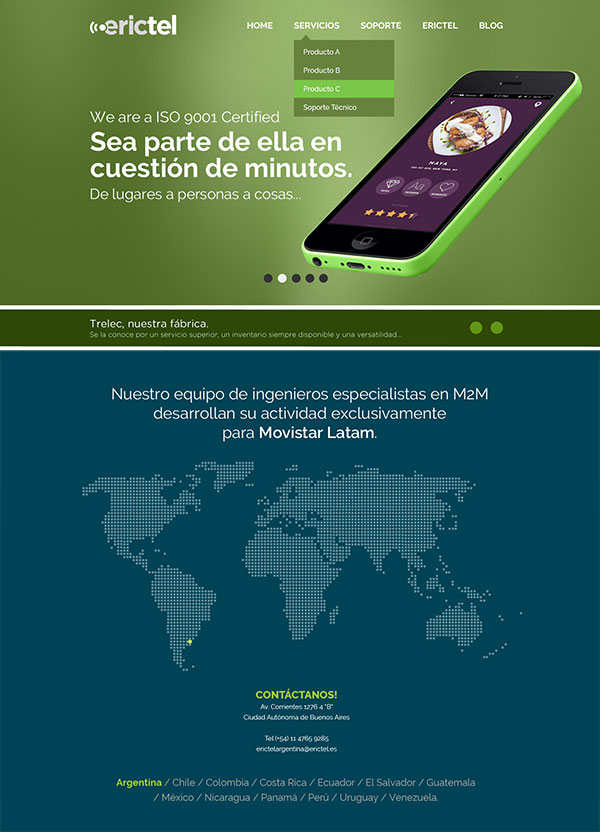 erictel
HOME SERVICIOS SOPORTE ERICTEL BLOG
Producto A
Producto B
Producto C
Soporte Técnico
We are a ISO 9001 Certified
Sea parte de ella en
cuestión de minutos.
De lugares a personas a cosas...
MAYA
Trelec, nuestra fábrica.
Se la conoce por un servicio superior, un inventario siempre disponible y una versatilidad...
Nuestro equipo de ingenieros especialistas en M2M
desarrollan su actividad exclusivamente
para Movistar Latam.
CONTÁCTANOS!
Av. Corrientes 1276 4 "B"
Ciudad Autónoma de Buenos Aires
Tel (+54) 11 4765 9285
erictelargentina@erictel.es
Argentina / Chile / Colombia / Costa Rica / Ecuador / El Salvador / Guatemala
/ México / Nicaragua / Panamá / Perú / Uruguay / Venezuela.